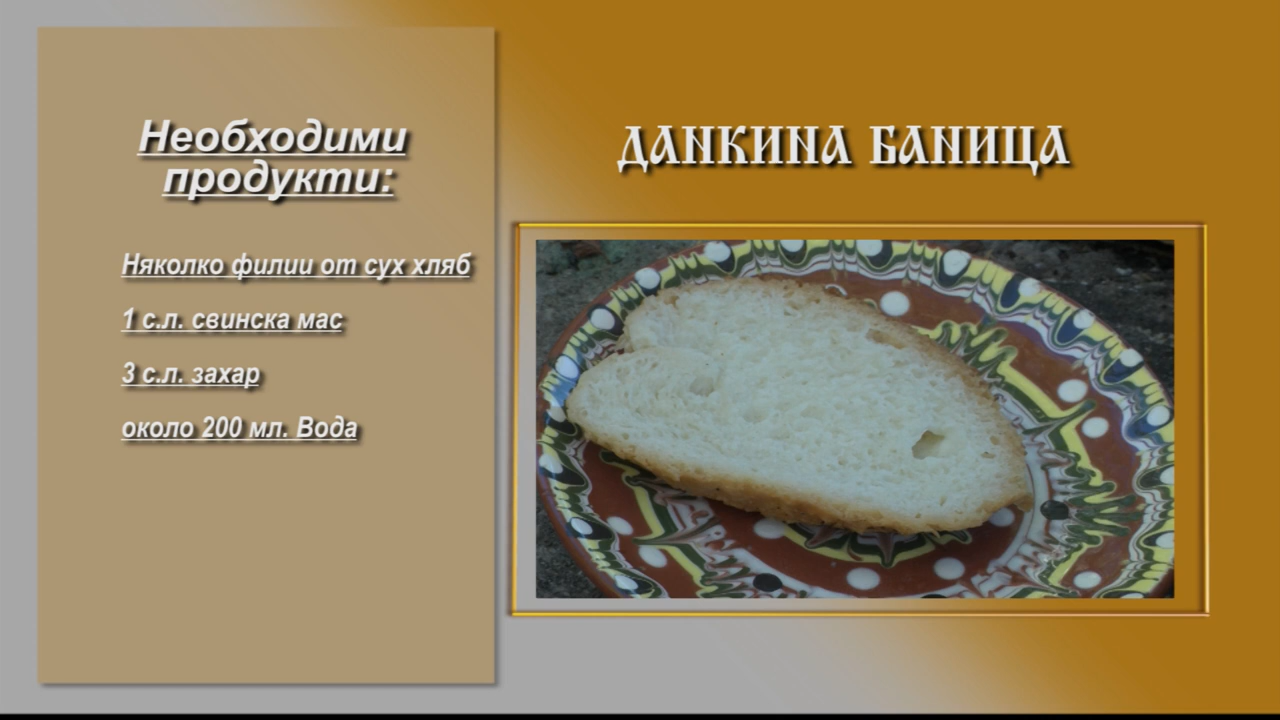 Необходими
продукти:
Няколко филии от сух хляб
1 с.л. свинска мас
3 с.л. захар
около 200 мл. Вода
ДАНКИНА БАНИЦА